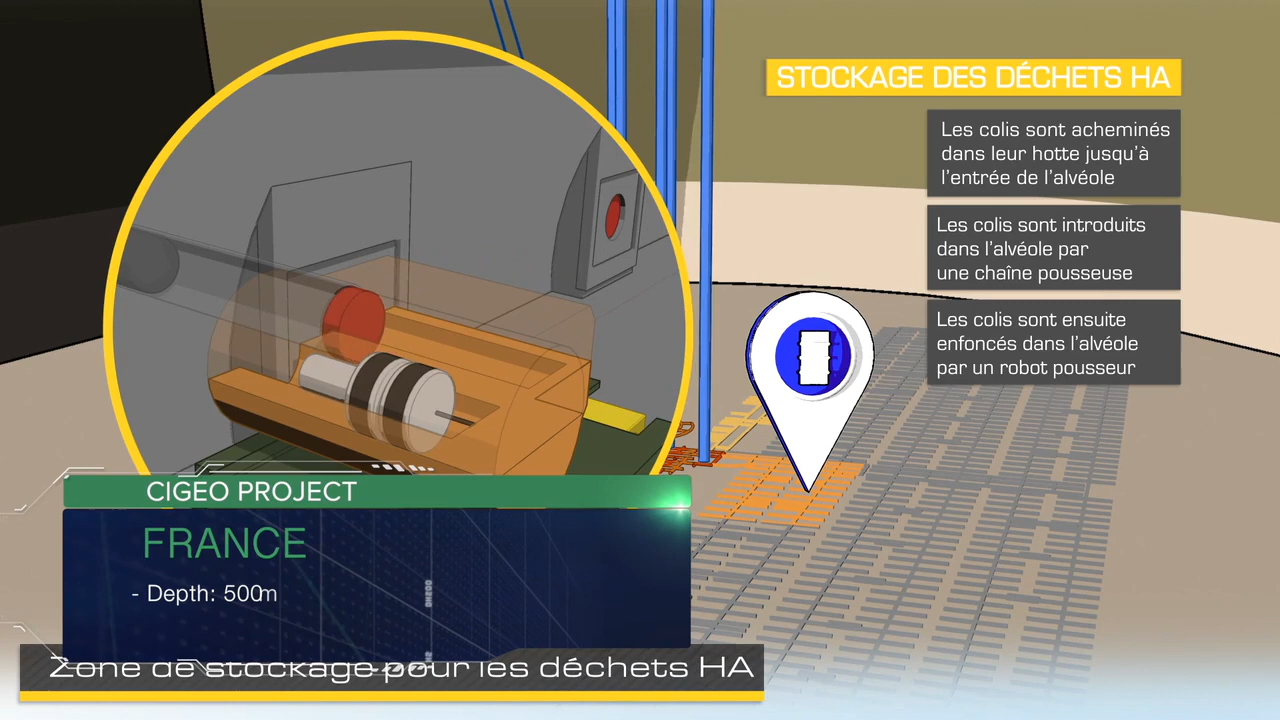 STOCKAGE DES DÉCHETS HA
Les colis sont acheminés
dans leur hotte jusqu'à
l'entrée de l'alvéole
Les colis sont introduits
dans l'alvéole par
une chaîne pousseuse
Les colis sont ensuite
enfoncés dans l'alvéole
par un robot pousseur
CIGEO PROJECT
FRANCE
- Depth: 500m
Zone de stockage pour les déchets HA